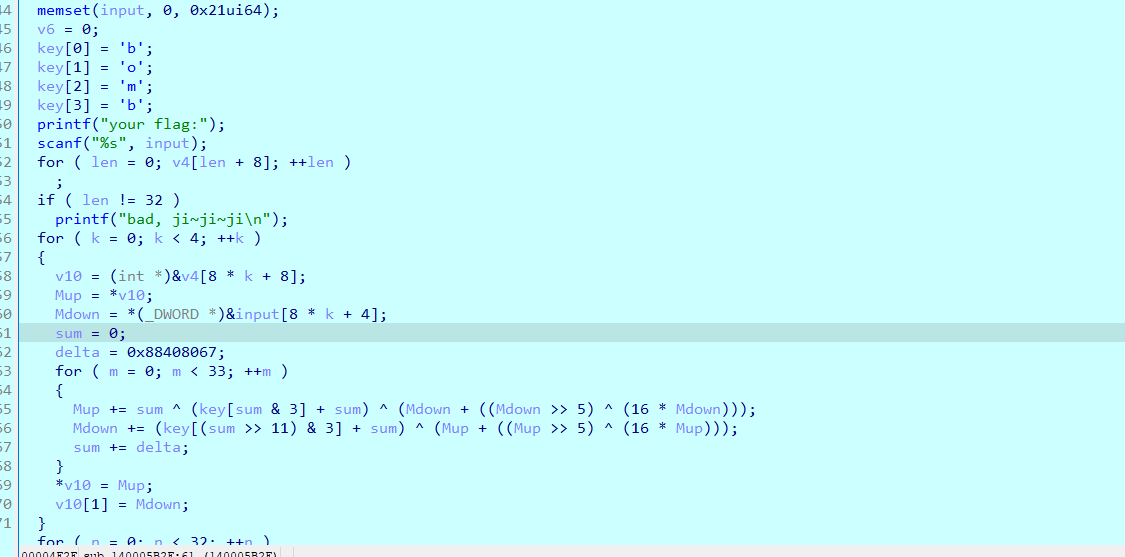 44 memset(input, 0, 0x21ui64);
45 v6 = 0;
46 key[0] = 'b';
47 key[1] = 'o';
48 key[2] = 'm';
49 key[3] = 'b';
50 printf("your flag:");
51 scanf("%s", input);
52 for ( len = 0; v4[len + 8]; ++len )
53 ;
54 if ( len != 32 )
55 printf("bad, ji~ji~ji\n");
56 for ( k = 0; k < 4; ++k )
57 {
58 v10 = (int *)&v4[8 * k + 8];
59 Mup = *v10;
60 Mdown = *(_DWORD *)&input[8 * k + 4];
61 sum = 0;
62 delta = 0x88408067;
63 for ( m = 0; m < 33; ++m )
64 {
65 Mup += sum ^ (key[sum & 3] + sum) ^ (Mdown + ((Mdown >> 5) ^ (16 * Mdown)));
66 Mdown += (key[(sum >> 11) & 3] + sum) ^ (Mup + ((Mup >> 5) ^ (16 * Mup)));
67 sum += delta;
68 }
69 *v10 = Mup;
70 v10[1] = Mdown;
71 }
for ( n = 0; n < 32; ++n )
00004F2F sub_140005B2F:61 (140005B2F)